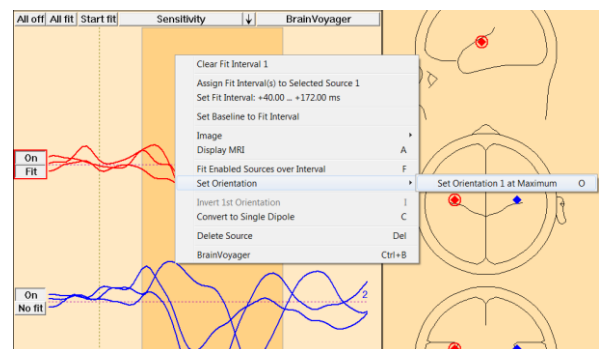 All off All fit Start fit Sensitivity ↓ BrainVoyager
Clear Fit Interval 1
Assign Fit Interval(s) to Selected Source 1
Set Fit Interval: +40.00 ... +172.00 ms
Set Baseline to Fit Interval
Image
Display MRI A
On
Fit
Fit Enabled Sources over Interval F
Set Orientation
Set Orientation 1 at Maximum O
Invert 1st Orientation I
Convert to Single Dipole C
Delete Source Del
BrainVoyager Ctrl+B
On
No fit
2